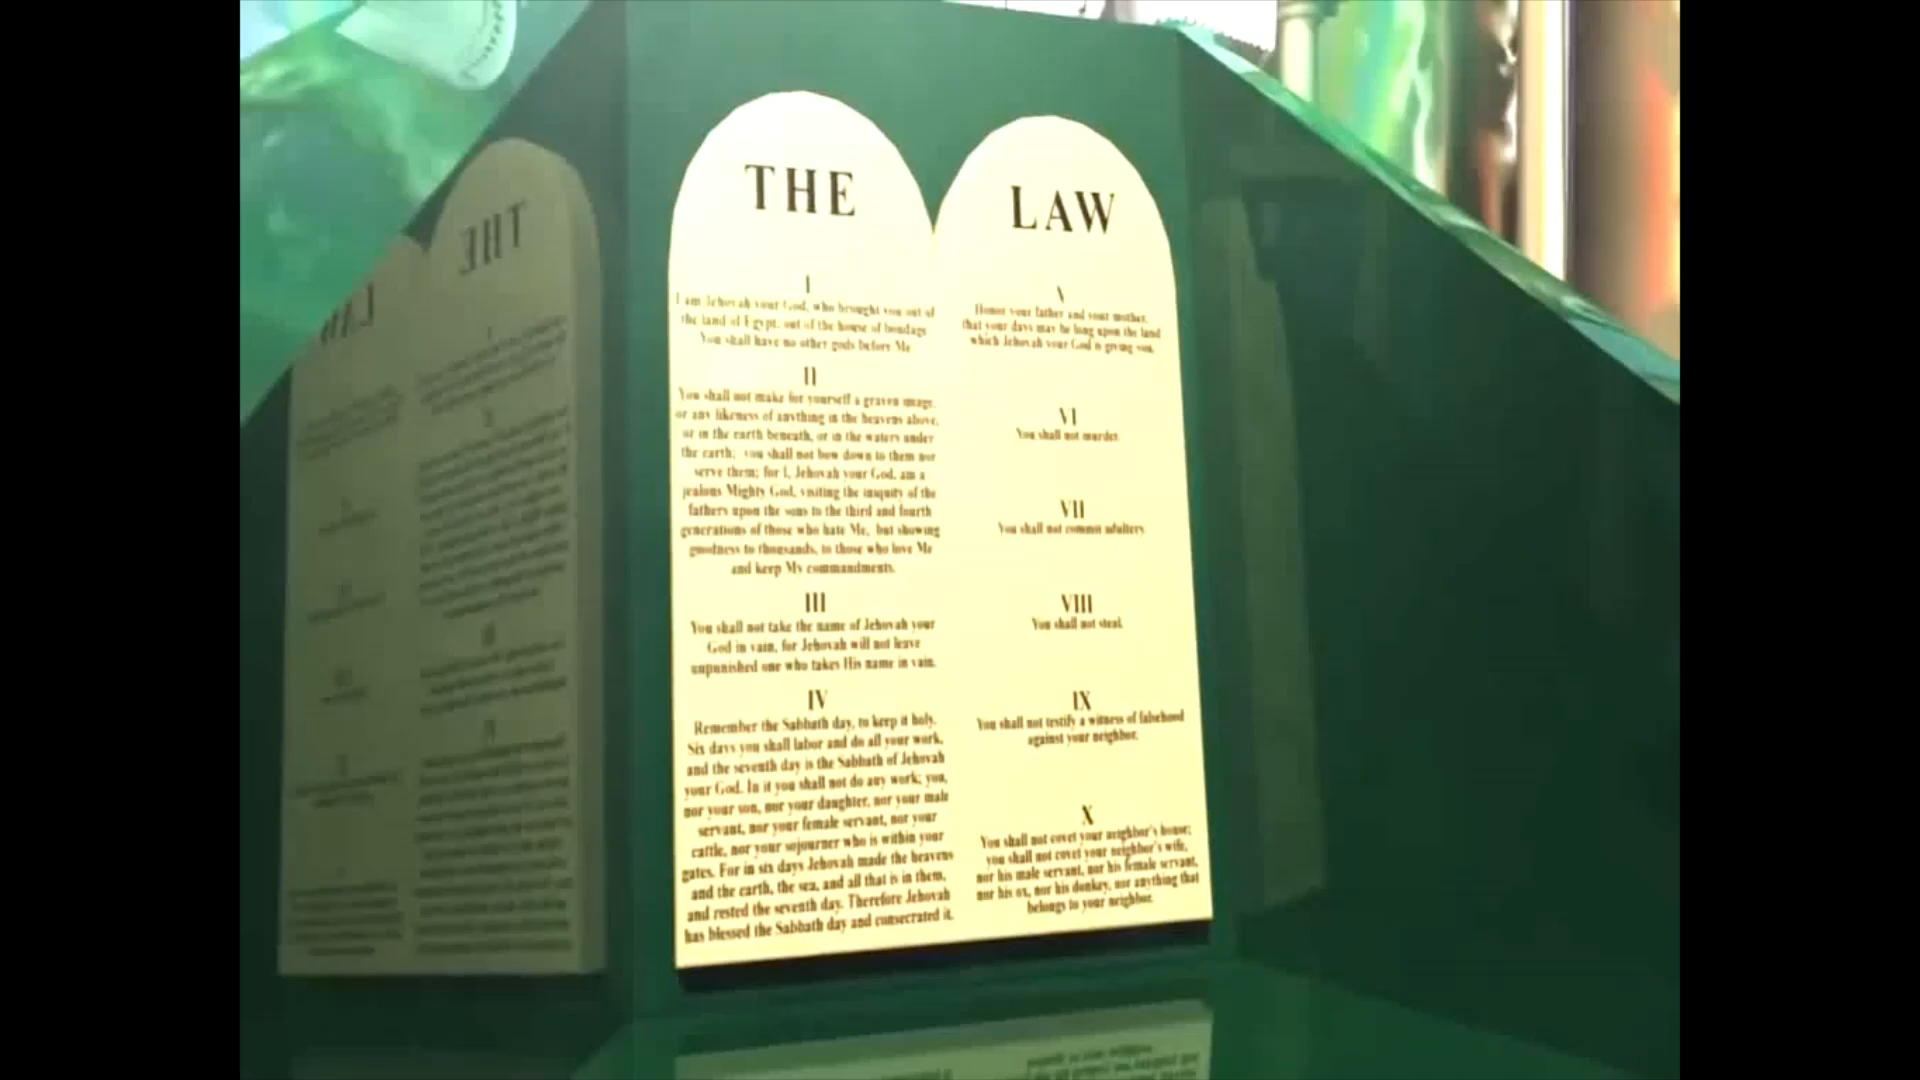 THE
I
I am Jehovah your God, who brought you out of
the land of Egypt, out of the house of bondage
You shall have no other gods before Me
II
You shall not make for yourself a graven image,
or any likeness of anything in the heavens above,
or in the earth beneath, or in the waters under
the earth; you shall not bow down to them nor
serve them; for I, Jehovah your God, am a
jealous Mighty God, visiting the iniquity of the
fathers upon the sons to the third and fourth
generations of those who hate Me, but showing
goodness to thousands, to those who love Me
and keep My commandments.
III
You shall not take the name of Jehovah your
God in vain, for Jehovah will not leave
unpunished one who takes His name in vain.
IV
Remember the Sabbath day, to keep it holy.
Six days you shall labor and do all your work,
and the seventh day is the Sabbath of Jehovah
your God. In it you shall not do any work; you,
nor your son, nor your daughter, nor your male
servant, nor your female servant, nor your
cattle, nor your sojourner who is within your
gates. For in six days Jehovah made the heavens
and the earth, the sea, and all that is in them,
and rested the seventh day. Therefore Jehovah
has blessed the Sabbath day and consecrated it.
LAW
V
Honor your father and your mother,
that your days may be long upon the land
which Jehovah your God is giving you.
VI
You shall not murder.
VII
You shall not commit adultery.
VIII
You shall not steal.
IX
You shall not testify a witness of falsehood
against your neighbor.
X
You shall not covet your neighbor's house;
you shall not covet your neighbor's wife,
nor his male servant, nor his female servant,
nor his ox, nor his donkey, nor anything that
belongs to your neighbor.